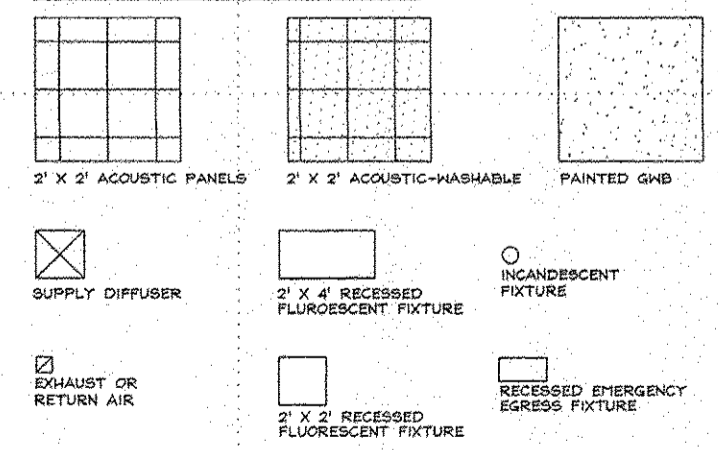 2' X 2' ACOUSTIC PANELS
2' X 2' ACOUSTIC-WASHABLE
PAINTED GWB
SUPPLY DIFFUSER
2' X 4' RECESSED
FLUROESCENT FIXTURE
INCANDESCENT
FIXTURE
EXHAUST OR
RETURN AIR
2' X 2' RECESSED
FLUORESCENT FIXTURE
RECESSED EMERGENCY
EGRESS FIXTURE